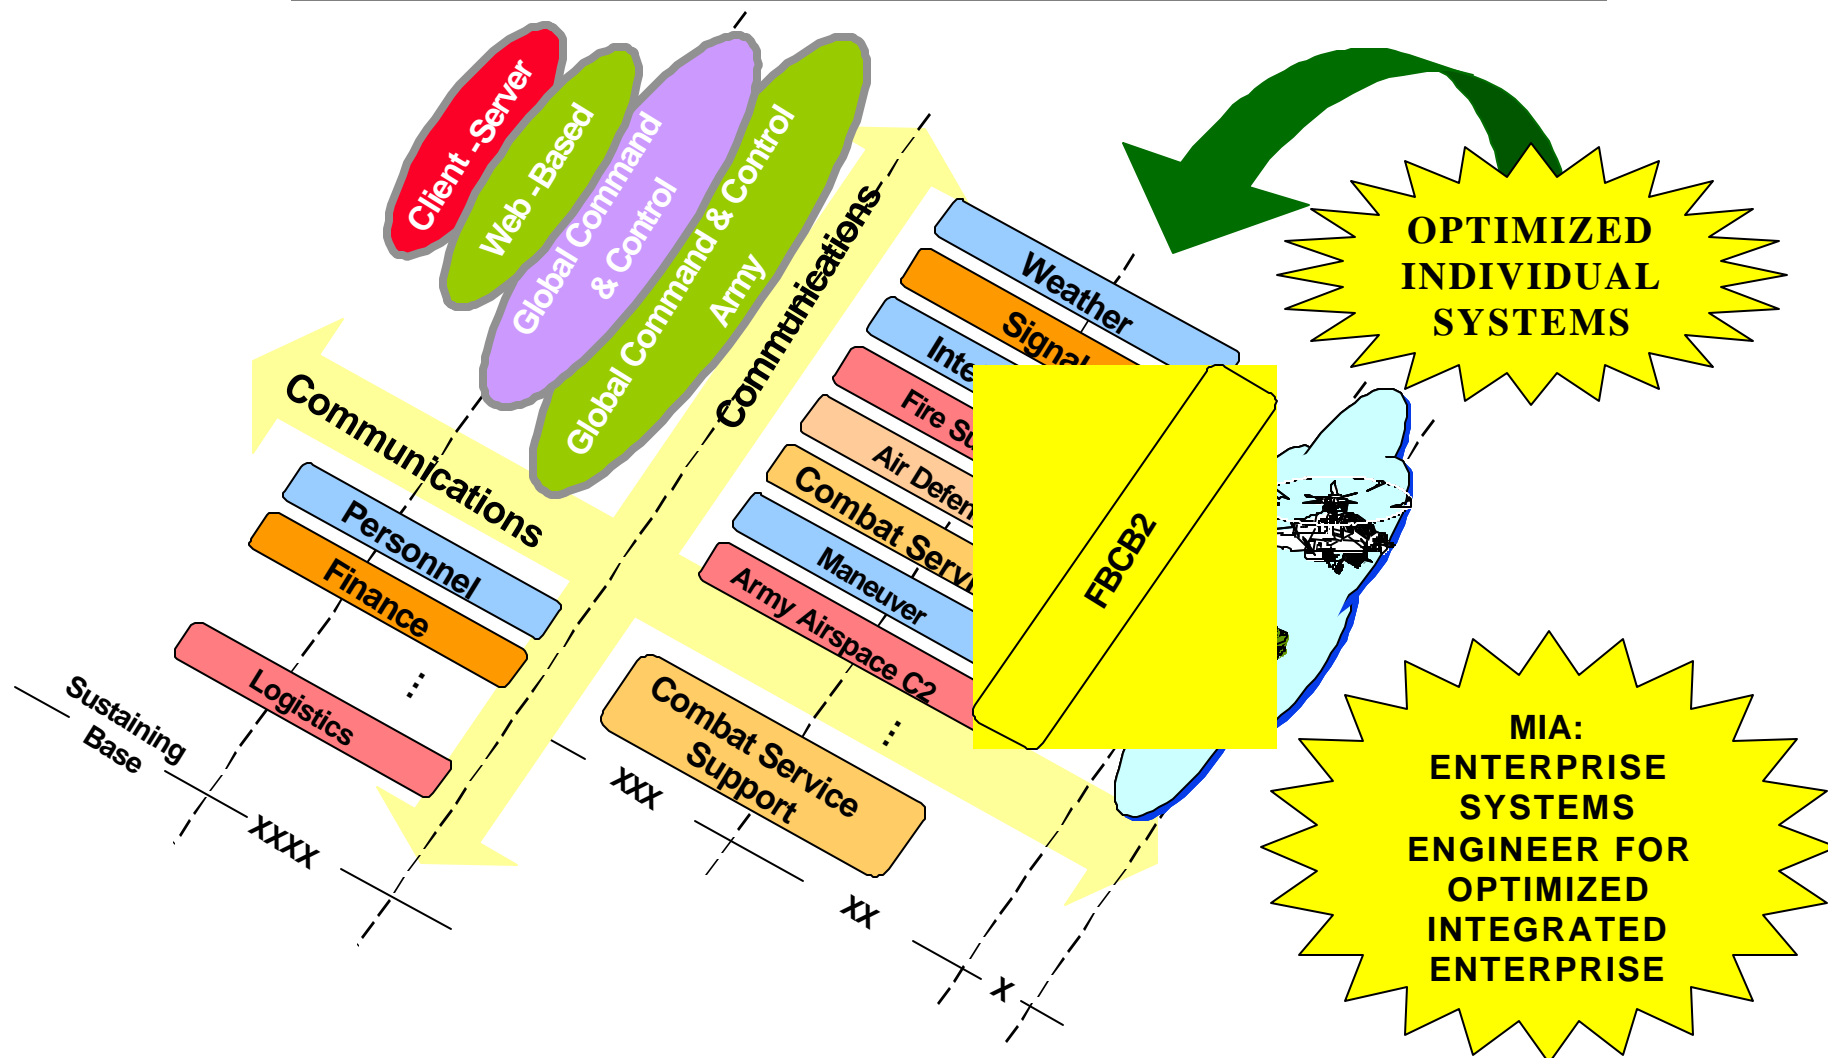 Client -Server
Web -Based
Global Command
& Control
Global Command & Control
Army
Communications
Communications
Weather
Signal
Fire
Air
Combat
Maneuver
Army Airspace C2
⋮
FBCB2
Personnel
Finance
⋮
Logistics
Combat Service
Support
Sustaining
Base
XXXX
XXX
XX
X
OPTIMIZED
INDIVIDUAL
SYSTEMS
MIA:
ENTERPRISE
SYSTEMS
ENGINEER FOR
OPTIMIZED
INTEGRATED
ENTERPRISE